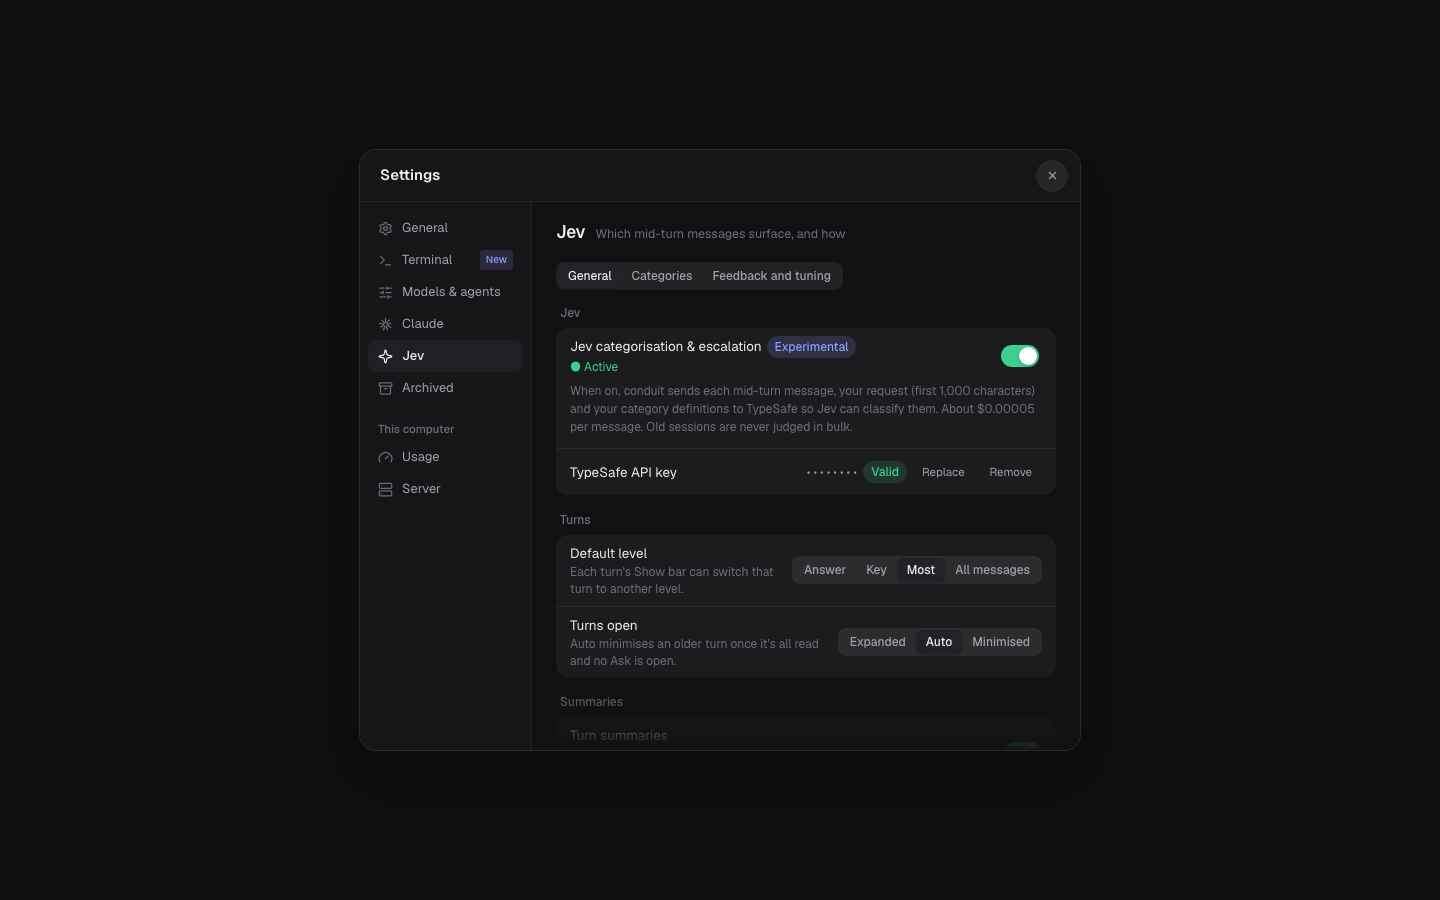 Settings
General
Terminal New
Models & agents
Claude
Jev
Archived
This computer
Usage
Server
Jev Which mid-turn messages surface, and how
General Categories Feedback and tuning
Jev
Jev categorisation & escalation Experimental
Active
When on, conduit sends each mid-turn message, your request (first 1,000 characters)
and your category definitions to TypeSafe so Jev can classify them. About $0.00005
per message. Old sessions are never judged in bulk.
TypeSafe API key •••••••• Valid Replace Remove
Turns
Default level
Each turn's Show bar can switch that
turn to another level.
Answer Key Most All messages
Turns open
Auto minimises an older turn once it's all read
and no Ask is open.
Expanded Auto Minimised
Summaries
Turn summaries